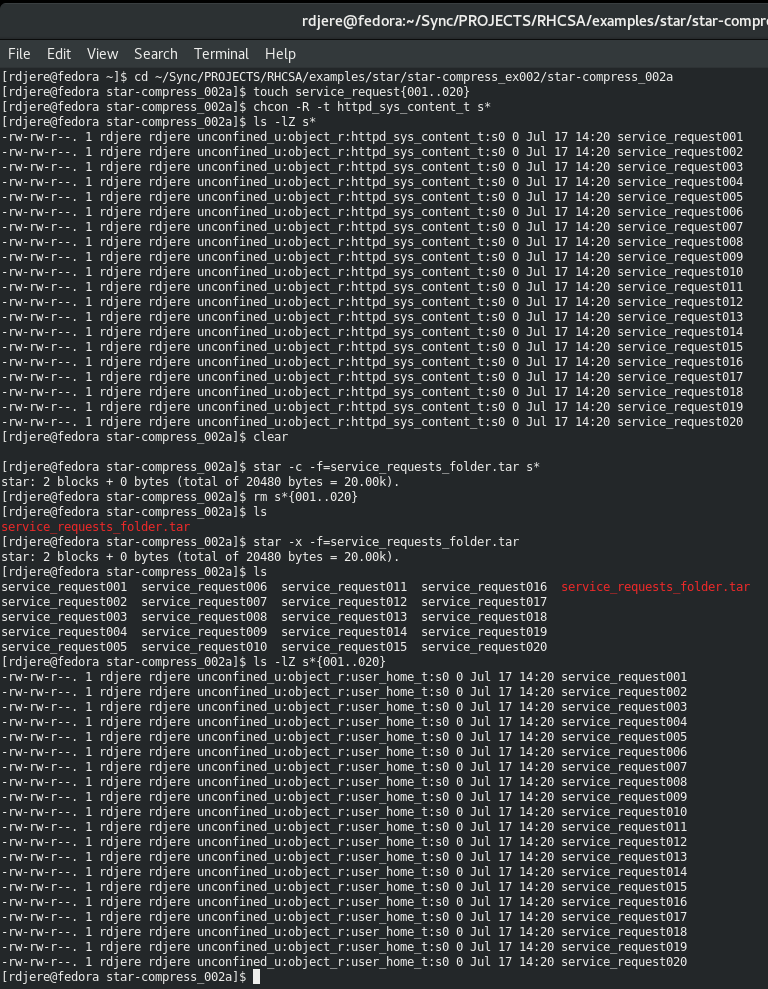 rdjere@fedora:~/Sync/PROJECTS/RHCSA/examples/star/star-compre
File Edit View Search Terminal Help
[rdjere@fedora ~]$ cd ~/Sync/PROJECTS/RHCSA/examples/star/star-compress_ex002/star-compress_002a
[rdjere@fedora star-compress_002a]$ touch service_request{001..020}
[rdjere@fedora star-compress_002a]$ chcon -R -t httpd_sys_content_t s*
[rdjere@fedora star-compress_002a]$ ls -lZ s*
-rw-rw-r--. 1 rdjere rdjere unconfined_u:object_r:httpd_sys_content_t:s0 0 Jul 17 14:20 service_request001
-rw-rw-r--. 1 rdjere rdjere unconfined_u:object_r:httpd_sys_content_t:s0 0 Jul 17 14:20 service_request002
-rw-rw-r--. 1 rdjere rdjere unconfined_u:object_r:httpd_sys_content_t:s0 0 Jul 17 14:20 service_request003
-rw-rw-r--. 1 rdjere rdjere unconfined_u:object_r:httpd_sys_content_t:s0 0 Jul 17 14:20 service_request004
-rw-rw-r--. 1 rdjere rdjere unconfined_u:object_r:httpd_sys_content_t:s0 0 Jul 17 14:20 service_request005
-rw-rw-r--. 1 rdjere rdjere unconfined_u:object_r:httpd_sys_content_t:s0 0 Jul 17 14:20 service_request006
-rw-rw-r--. 1 rdjere rdjere unconfined_u:object_r:httpd_sys_content_t:s0 0 Jul 17 14:20 service_request007
-rw-rw-r--. 1 rdjere rdjere unconfined_u:object_r:httpd_sys_content_t:s0 0 Jul 17 14:20 service_request008
-rw-rw-r--. 1 rdjere rdjere unconfined_u:object_r:httpd_sys_content_t:s0 0 Jul 17 14:20 service_request009
-rw-rw-r--. 1 rdjere rdjere unconfined_u:object_r:httpd_sys_content_t:s0 0 Jul 17 14:20 service_request010
-rw-rw-r--. 1 rdjere rdjere unconfined_u:object_r:httpd_sys_content_t:s0 0 Jul 17 14:20 service_request011
-rw-rw-r--. 1 rdjere rdjere unconfined_u:object_r:httpd_sys_content_t:s0 0 Jul 17 14:20 service_request012
-rw-rw-r--. 1 rdjere rdjere unconfined_u:object_r:httpd_sys_content_t:s0 0 Jul 17 14:20 service_request013
-rw-rw-r--. 1 rdjere rdjere unconfined_u:object_r:httpd_sys_content_t:s0 0 Jul 17 14:20 service_request014
-rw-rw-r--. 1 rdjere rdjere unconfined_u:object_r:httpd_sys_content_t:s0 0 Jul 17 14:20 service_request015
-rw-rw-r--. 1 rdjere rdjere unconfined_u:object_r:httpd_sys_content_t:s0 0 Jul 17 14:20 service_request016
-rw-rw-r--. 1 rdjere rdjere unconfined_u:object_r:httpd_sys_content_t:s0 0 Jul 17 14:20 service_request017
-rw-rw-r--. 1 rdjere rdjere unconfined_u:object_r:httpd_sys_content_t:s0 0 Jul 17 14:20 service_request018
-rw-rw-r--. 1 rdjere rdjere unconfined_u:object_r:httpd_sys_content_t:s0 0 Jul 17 14:20 service_request019
-rw-rw-r--. 1 rdjere rdjere unconfined_u:object_r:httpd_sys_content_t:s0 0 Jul 17 14:20 service_request020
[rdjere@fedora star-compress_002a]$ clear
[rdjere@fedora star-compress_002a]$ star -c -f=service_requests_folder.tar s*
star: 2 blocks + 0 bytes (total of 20480 bytes = 20.00k).
[rdjere@fedora star-compress_002a]$ rm s*{001..020}
[rdjere@fedora star-compress_002a]$ ls
service_requests_folder.tar
[rdjere@fedora star-compress_002a]$ star -x -f=service_requests_folder.tar
star: 2 blocks + 0 bytes (total of 20480 bytes = 20.00k).
[rdjere@fedora star-compress_002a]$ ls
service_request001 service_request006 service_request011 service_request016 service_requests_folder.tar
service_request002 service_request007 service_request012 service_request017
service_request003 service_request008 service_request013 service_request018
service_request004 service_request009 service_request014 service_request019
service_request005 service_request010 service_request015 service_request020
[rdjere@fedora star-compress_002a]$ ls -lZ s*{001..020}
-rw-rw-r--. 1 rdjere rdjere unconfined_u:object_r:user_home_t:s0 0 Jul 17 14:20 service_request001
-rw-rw-r--. 1 rdjere rdjere unconfined_u:object_r:user_home_t:s0 0 Jul 17 14:20 service_request002
-rw-rw-r--. 1 rdjere rdjere unconfined_u:object_r:user_home_t:s0 0 Jul 17 14:20 service_request003
-rw-rw-r--. 1 rdjere rdjere unconfined_u:object_r:user_home_t:s0 0 Jul 17 14:20 service_request004
-rw-rw-r--. 1 rdjere rdjere unconfined_u:object_r:user_home_t:s0 0 Jul 17 14:20 service_request005
-rw-rw-r--. 1 rdjere rdjere unconfined_u:object_r:user_home_t:s0 0 Jul 17 14:20 service_request006
-rw-rw-r--. 1 rdjere rdjere unconfined_u:object_r:user_home_t:s0 0 Jul 17 14:20 service_request007
-rw-rw-r--. 1 rdjere rdjere unconfined_u:object_r:user_home_t:s0 0 Jul 17 14:20 service_request008
-rw-rw-r--. 1 rdjere rdjere unconfined_u:object_r:user_home_t:s0 0 Jul 17 14:20 service_request009
-rw-rw-r--. 1 rdjere rdjere unconfined_u:object_r:user_home_t:s0 0 Jul 17 14:20 service_request010
-rw-rw-r--. 1 rdjere rdjere unconfined_u:object_r:user_home_t:s0 0 Jul 17 14:20 service_request011
-rw-rw-r--. 1 rdjere rdjere unconfined_u:object_r:user_home_t:s0 0 Jul 17 14:20 service_request012
-rw-rw-r--. 1 rdjere rdjere unconfined_u:object_r:user_home_t:s0 0 Jul 17 14:20 service_request013
-rw-rw-r--. 1 rdjere rdjere unconfined_u:object_r:user_home_t:s0 0 Jul 17 14:20 service_request014
-rw-rw-r--. 1 rdjere rdjere unconfined_u:object_r:user_home_t:s0 0 Jul 17 14:20 service_request015
-rw-rw-r--. 1 rdjere rdjere unconfined_u:object_r:user_home_t:s0 0 Jul 17 14:20 service_request016
-rw-rw-r--. 1 rdjere rdjere unconfined_u:object_r:user_home_t:s0 0 Jul 17 14:20 service_request017
-rw-rw-r--. 1 rdjere rdjere unconfined_u:object_r:user_home_t:s0 0 Jul 17 14:20 service_request018
-rw-rw-r--. 1 rdjere rdjere unconfined_u:object_r:user_home_t:s0 0 Jul 17 14:20 service_request019
-rw-rw-r--. 1 rdjere rdjere unconfined_u:object_r:user_home_t:s0 0 Jul 17 14:20 service_request020
[rdjere@fedora star-compress_002a]$